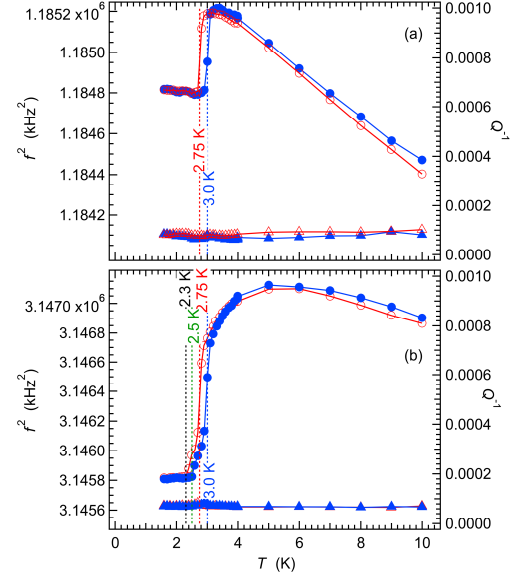 1.1852 x10⁶
1.1850
1.1848
1.1846
1.1844
1.1842
f ² (kHz²)
(a)
2.75 K
3.0 K
0.0010
0.0008
0.0006
0.0004
0.0002
0.0000
Q⁻¹
3.1470 x10⁶
3.1468
3.1466
3.1464
3.1462
3.1460
3.1458
3.1456
f ² (kHz²)
2.3 K
2.5 K
2.75 K
3.0 K
(b)
0.0010
0.0008
0.0006
0.0004
0.0002
0.0000
Q⁻¹
0 2 4 6 8 10
T (K)